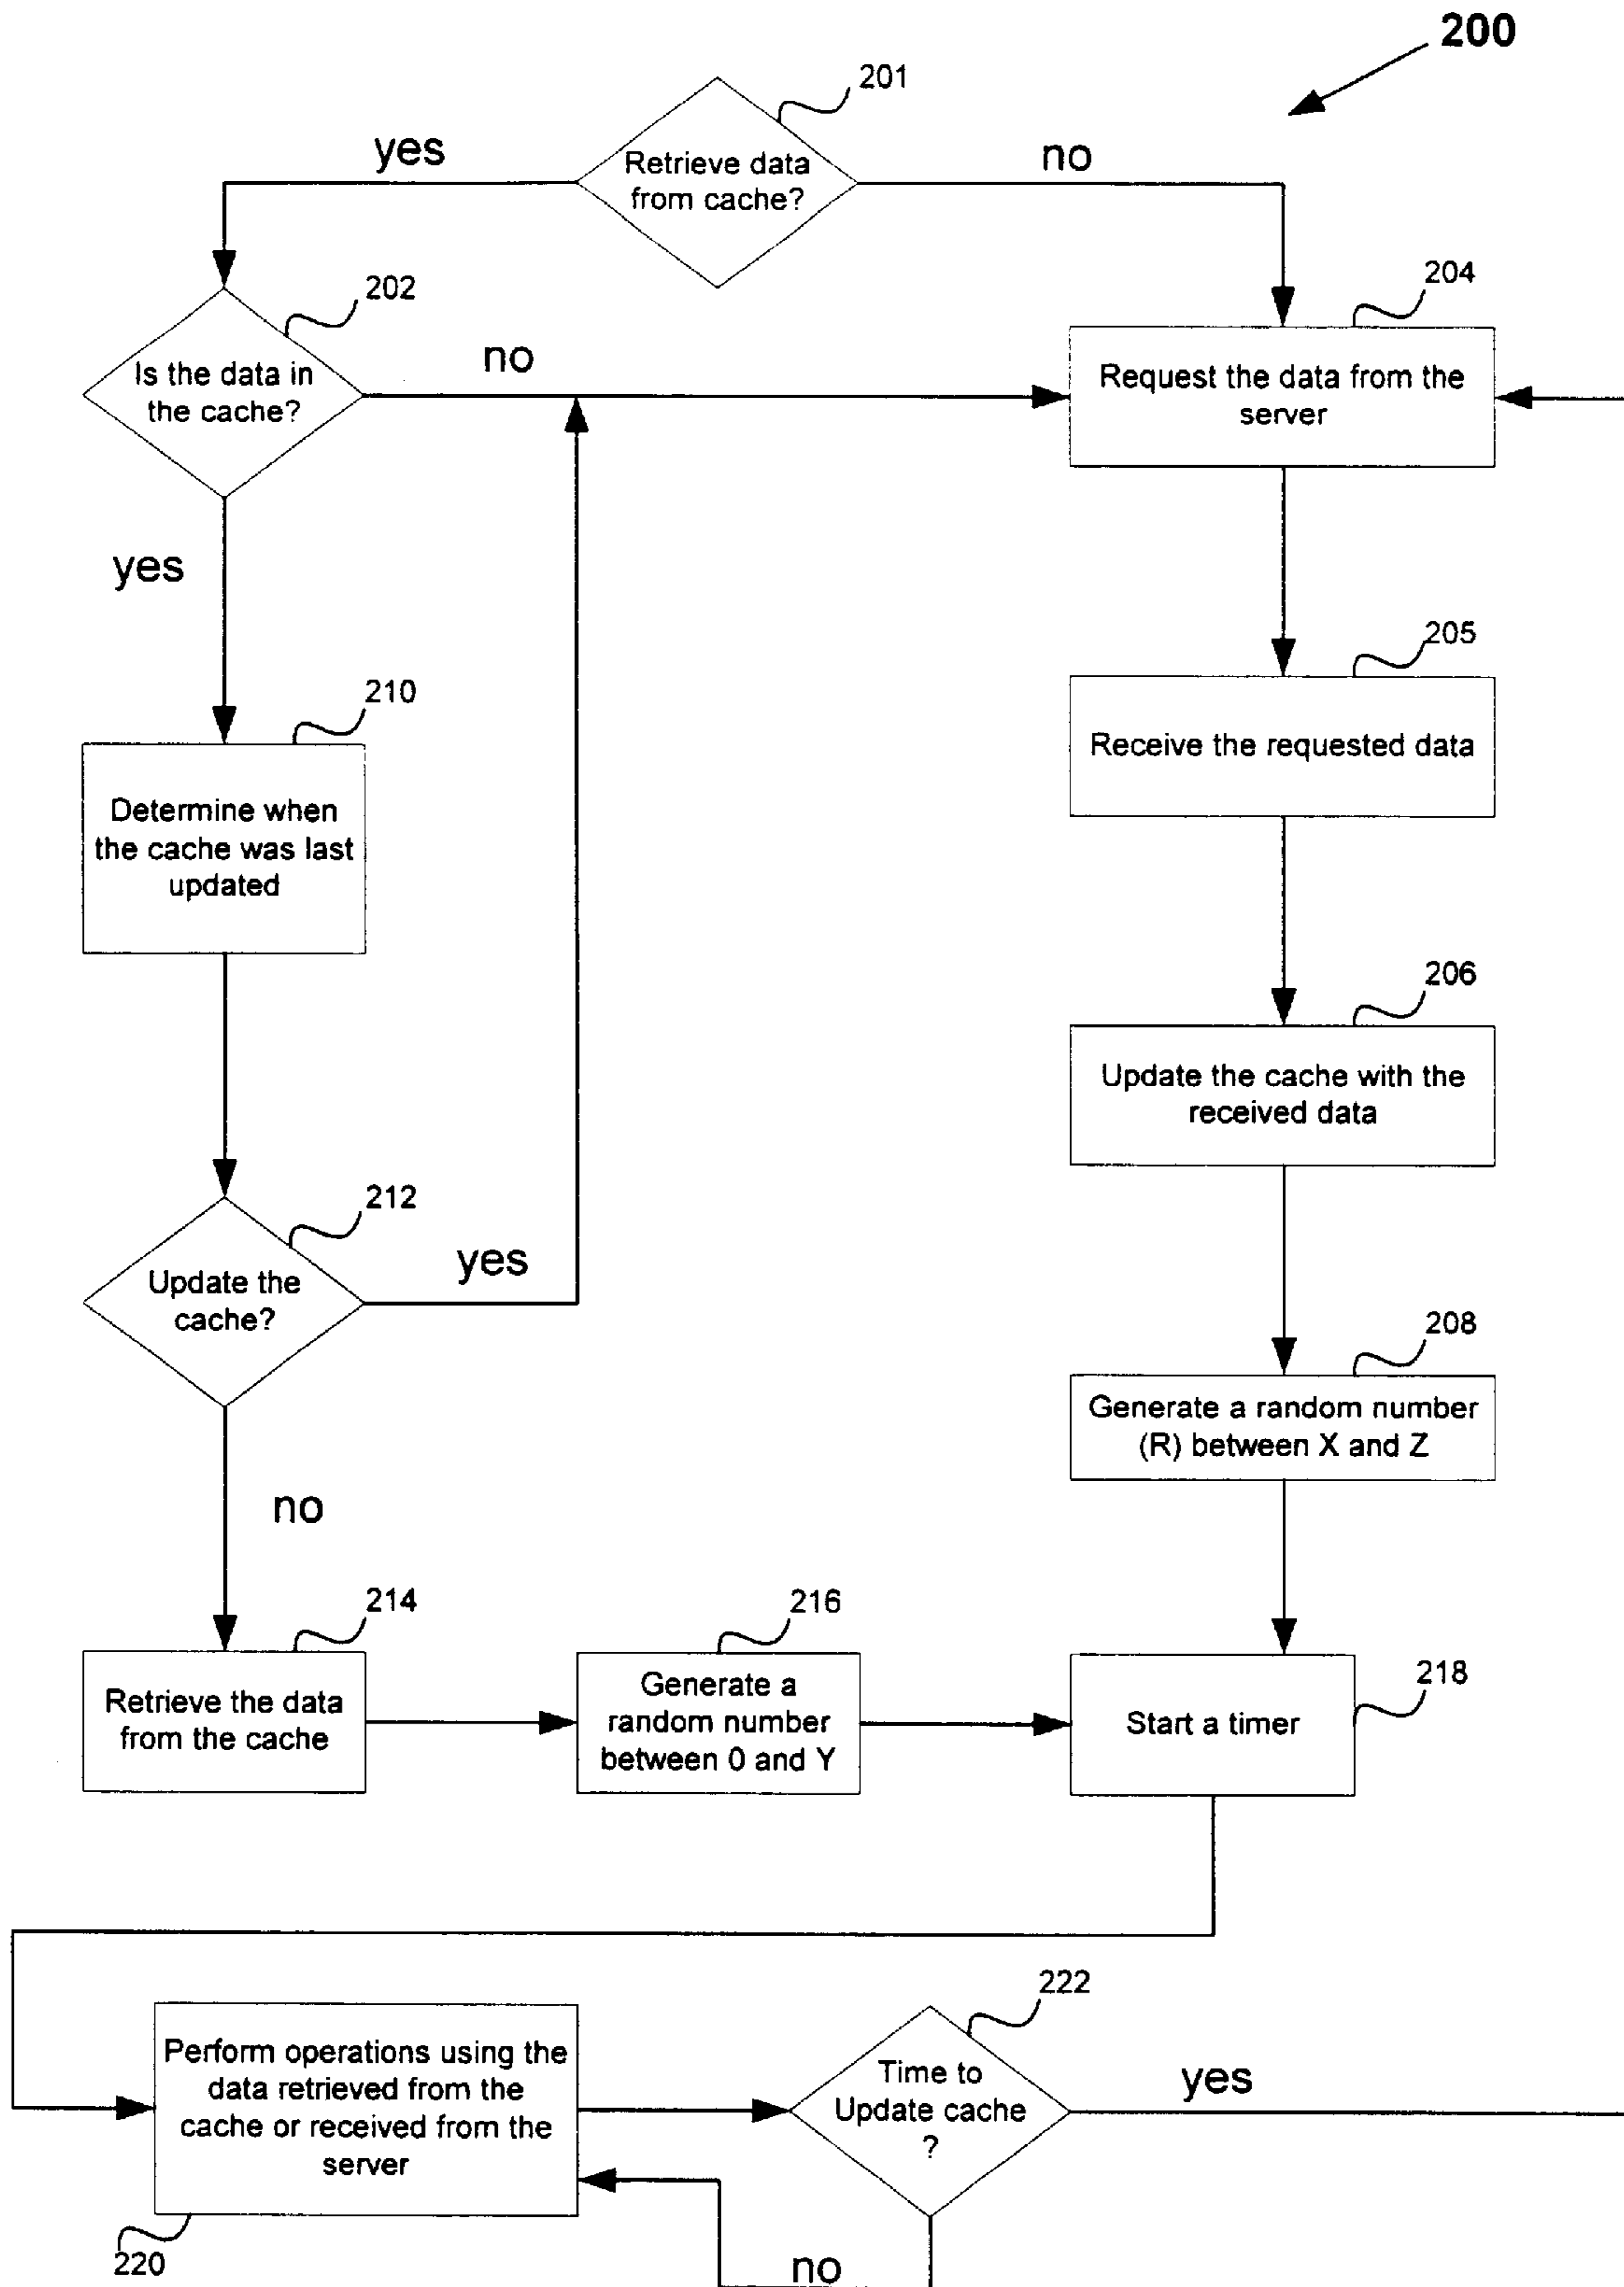 200
201
yes
Retrieve data
from cache?
no
202
204
Is the data in
the cache?
no
Request the data from the
server
yes
205
210
Receive the requested data
Determine when
the cache was last
updated
206
Update the cache with the
received data
212
Update the
cache?
yes
208
Generate a random number
(R) between X and Z
no
214
216
218
Retrieve the data
from the cache
Generate a
random number
between 0 and Y
Start a timer
222
Perform operations using the
data retrieved from the
cache or received from the
server
Time to
Update cache
?
yes
220
no